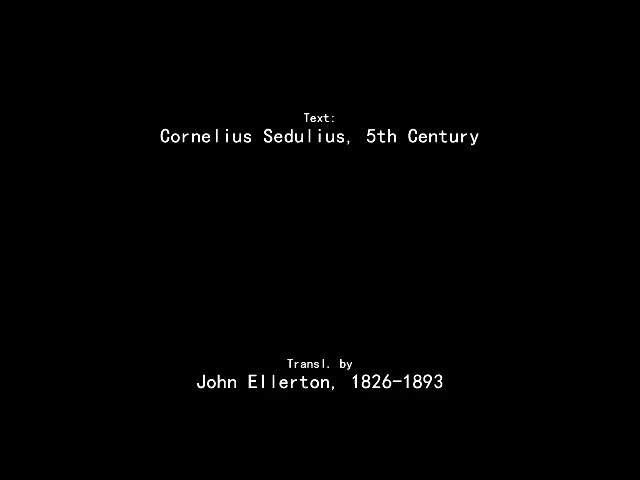 Text:
Cornelius Sedulius, 5th Century
Transl. by
John Ellerton, 1826-1893